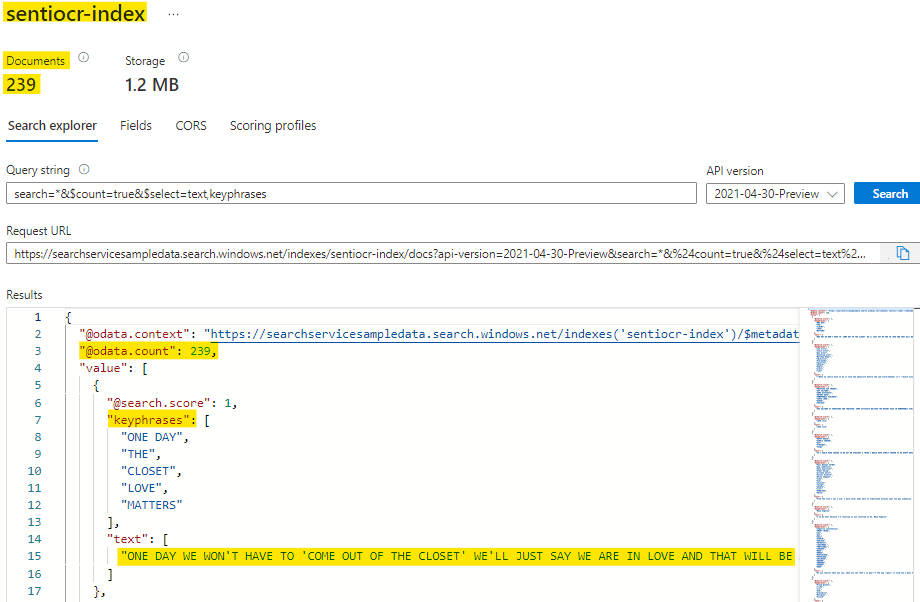 sentiocr-index ...
Documents Storage
239 1.2 MB
Search explorer Fields CORS Scoring profiles
Query string API version
search=*&$count=true&$select=text,keyphrases 2021-04-30-Preview Search
Request URL
https://searchservicesampledata.search.windows.net/indexes/sentiocr-index/docs?api-version=2021-04-30-Preview&search=*&%24count=true&%24select=text%2...
Results
1 {
2 "@odata.context": "https://searchservicesampledata.search.windows.net/indexes('sentiocr-index')/$metadat
3 "@odata.count": 239,
4 "value": [
5 {
6 "@search.score": 1,
7 "keyphrases": [
8 "ONE DAY",
9 "THE",
10 "CLOSET",
11 "LOVE",
12 "MATTERS"
13 ],
14 "text": [
15 "ONE DAY WE WON'T HAVE TO 'COME OUT OF THE CLOSET' WE'LL JUST SAY WE ARE IN LOVE AND THAT WILL BE
16 ]
17 },